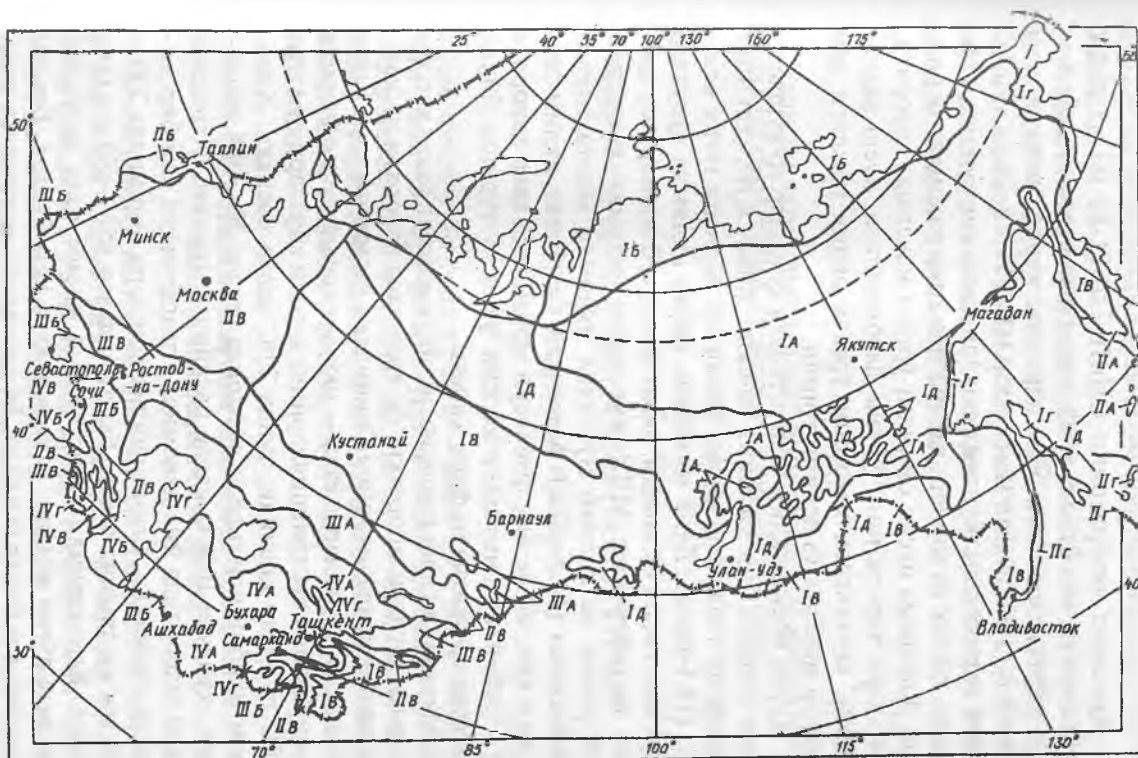 25° 40° 35° 70° 100° 130° 160° 175°
50°
IIБ
Таллин
IIIБ
Минск
Москва
IIВ
IБ
IБ
Iг
IВ
Магадан
IА
Якутск
IIА
IIА
IIIБ
IIIВ
Севастополь
Ростов-
-на-Дону
IVВ
Сочи
IIIБ
IVБ
40°
IIВ
IIIВ
IVг
IVВ
IVБ
IIВ
IVг
IД
IВ
Кустанай
IIIА
Барнаул
IА
IД
IА
IД
IА
Iг
Iг
IД
IIг
IIг
IД
Улан-Удэ
IД
IВ
IIг
IВ
Владивосток
40°
IVА
IVА
IVг
Бухара
Ташкент
Самарканд
IIIБ
Ашхабад
IVА
IVг
IIIБ
IIВ
IВ
IВ
IIВ
IIВ
IIIВ
IIIА
IД
IВ
30°
70° 85° 100° 115° 130°